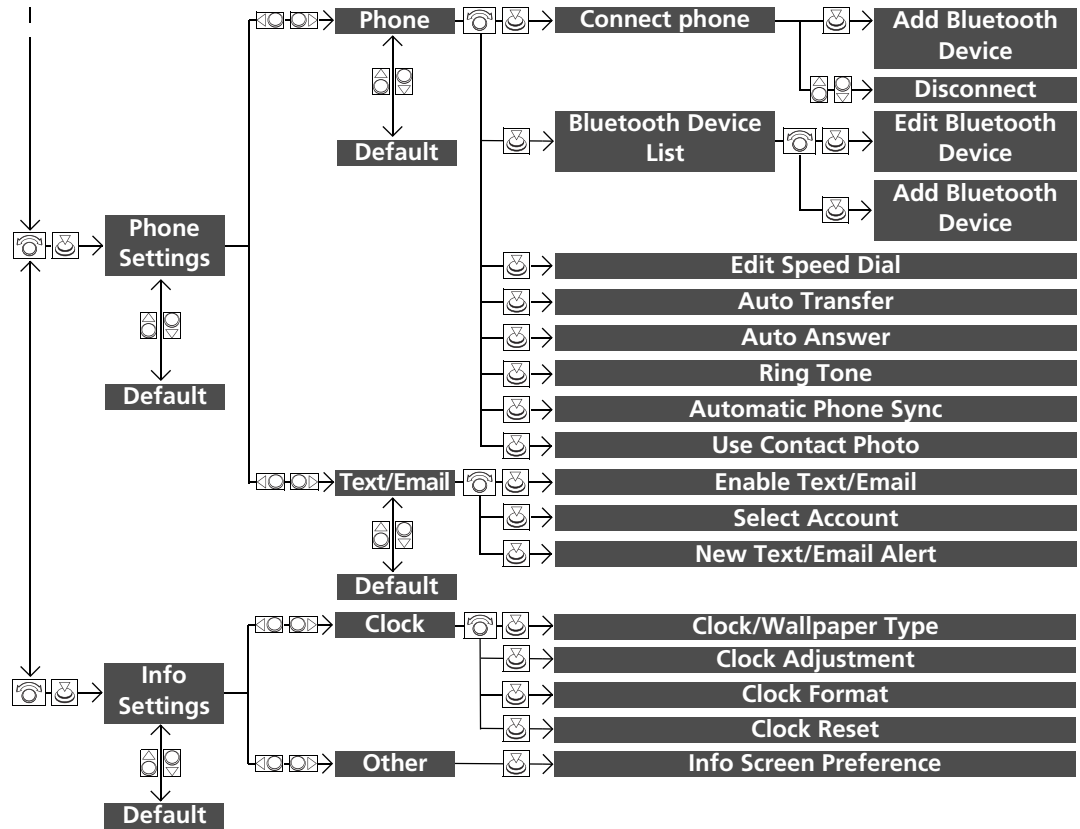 Phone
Connect phone
Add Bluetooth
Device
Disconnect
Default
Bluetooth Device
List
Edit Bluetooth
Device
Add Bluetooth
Device
Phone
Settings
Default
Edit Speed Dial
Auto Transfer
Auto Answer
Ring Tone
Automatic Phone Sync
Use Contact Photo
Text/Email
Enable Text/Email
Select Account
New Text/Email Alert
Default
Info
Settings
Default
Clock
Clock/Wallpaper Type
Clock Adjustment
Clock Format
Clock Reset
Other
Info Screen Preference